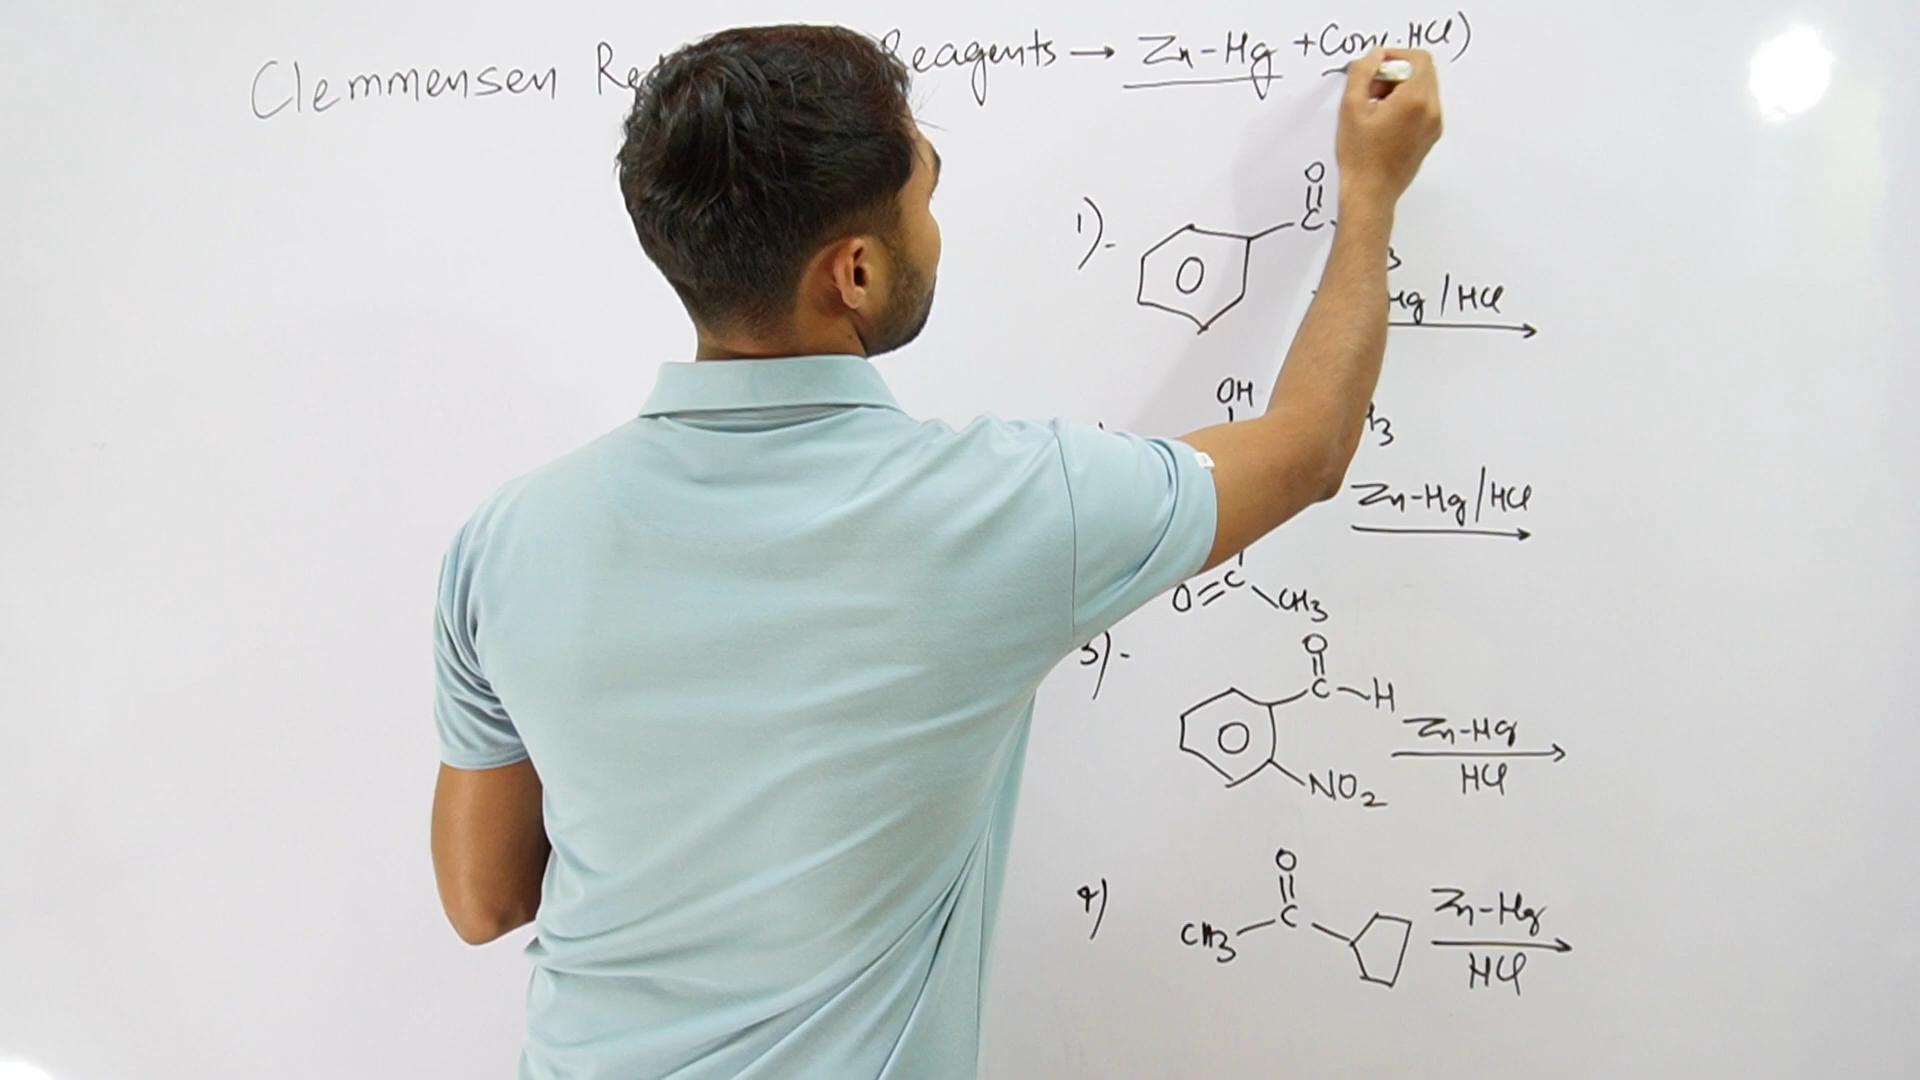 Clemmensen Reagents → Zn-Hg + Conc. HCl)
1)-
O
C
Hg / HCl
OH
Zn-Hg/HCl
O C CH3
3)-
O
C H
Zn-Hg
HCl
NO2
4)
O
CH3 C
Zn-Hg
HCl